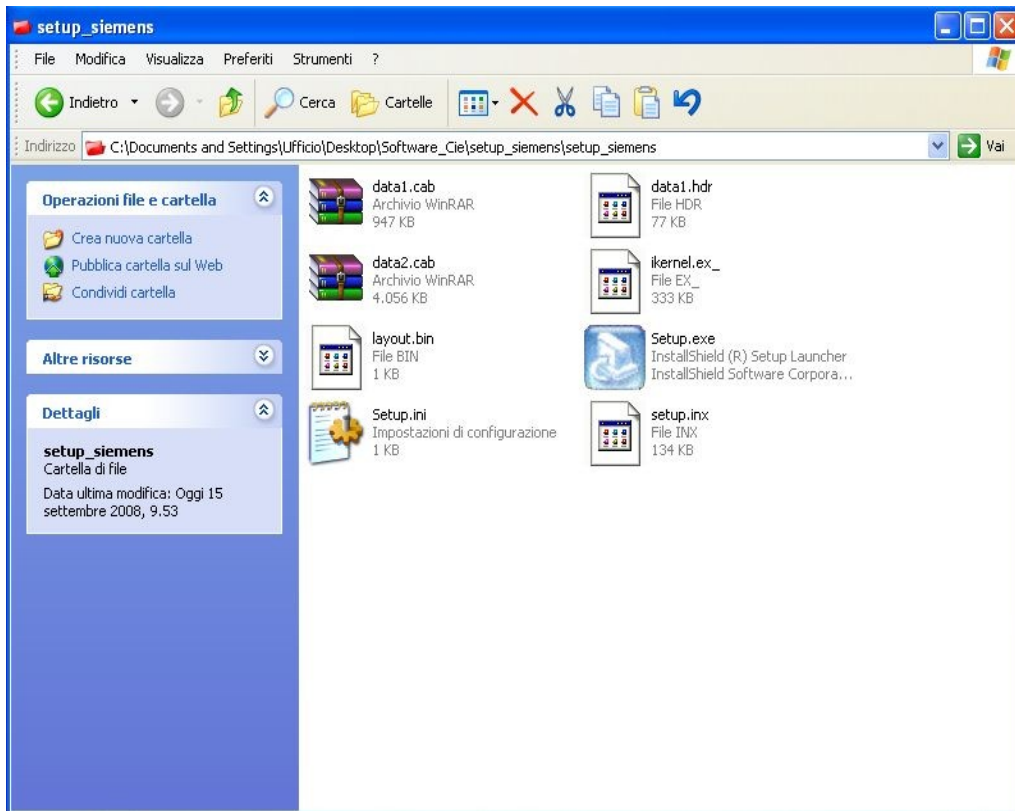 setup_siemens
File Modifica Visualizza Preferiti Strumenti ?
Indietro Cerca Cartelle
Indirizzo C:\Documents and Settings\Ufficio\Desktop\Software_Cie\setup_siemens\setup_siemens Vai
Operazioni file e cartella
Crea nuova cartella
Pubblica cartella sul Web
Condividi cartella
Altre risorse
Dettagli
setup_siemens
Cartella di file
Data ultima modifica: Oggi 15
settembre 2008, 9.53
data1.cab
Archivio WinRAR
947 KB
data1.hdr
File HDR
77 KB
data2.cab
Archivio WinRAR
4.056 KB
ikernel.ex_
File EX_
333 KB
layout.bin
File BIN
1 KB
Setup.exe
InstallShield (R) Setup Launcher
InstallShield Software Corpora...
Setup.ini
Impostazioni di configurazione
1 KB
setup.inx
File INX
134 KB